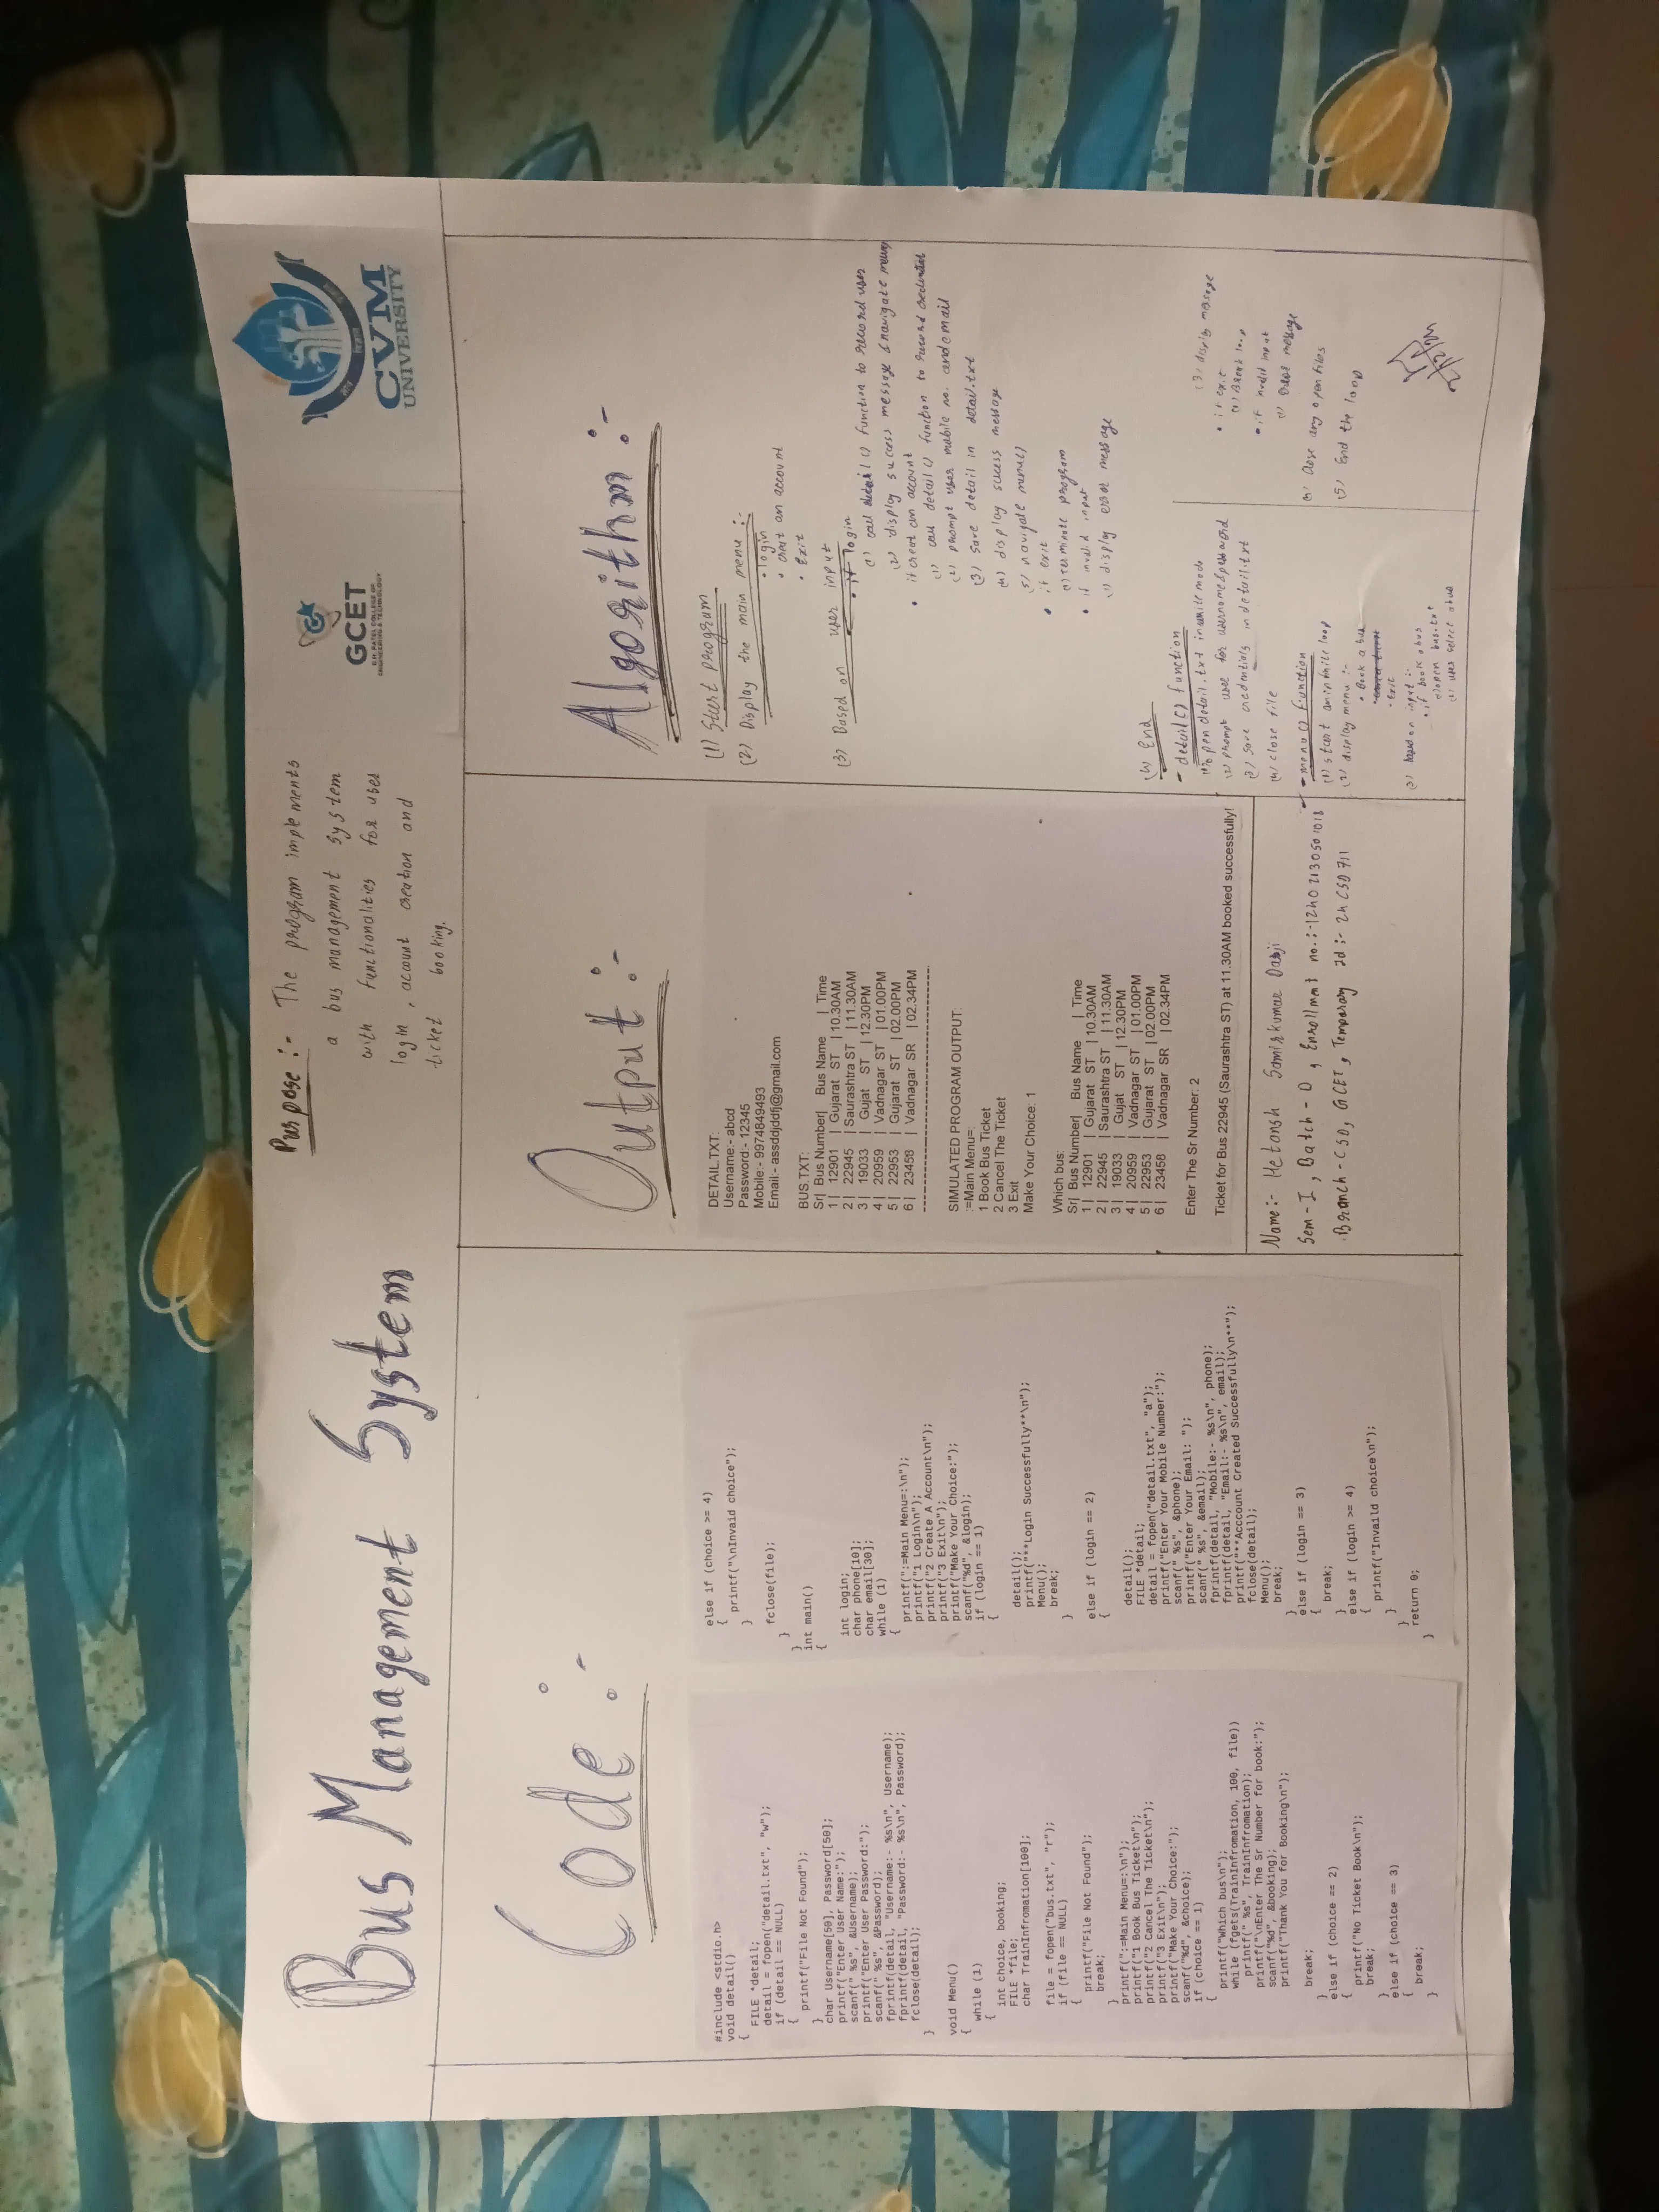 Bus Management System
Purpose :- The program implements
a bus management system
with functionalities for user
login , account creation and
ticket booking.
GCET
G.H. PATEL COLLEGE OF
ENGINEERING & TECHNOLOGY
CVM
UNIVERSITY
Code :-
#include <stdio.h>
void detail()
{
FILE *detail;
detail = fopen("detail.txt", "w");
if (detail == NULL)
{
printf("File Not Found");
}
char Username[50], Password[50];
printf("Enter User Name:");
scanf(" %s", &Username);
printf("Enter User Password:");
scanf(" %s", &Password);
fprintf(detail, "Username:- %s\n", Username);
fprintf(detail, "Password:- %s\n", Password);
fclose(detail);
}
void Menu()
{
while (1)
{
int choice, booking;
FILE *file;
char TrainInfromation[100];
file = fopen("bus.txt", "r");
if (file == NULL)
{
printf("File Not Found");
break;
}
printf(":=Main Menu=:\n");
printf("1 Book Bus Ticket\n");
printf("2 Cancel The Ticket\n");
printf("3 Exit\n");
printf("Make Your Choice:");
scanf("%d", &choice);
if (choice == 1)
{
printf("Which bus\n");
while (fgets(TrainInfromation, 100, file))
printf(" %s", TrainInfromation);
printf("\nEnter The Sr Number for book:");
scanf("%d", &booking);
printf("Thank You for Booking\n");
break;
}
else if (choice == 2)
{
printf("No Ticket Book\n");
break;
}
else if (choice == 3)
{
break;
}
else if (choice >= 4)
{
printf("\nInvaid choice");
}
fclose(file);
}
}
int main()
{
int login;
char phone[10];
char email[30];
while (1)
{
printf(":=Main Menu=:\n");
printf("1 Login\n");
printf("2 Create A Account\n");
printf("3 Exit\n");
printf("Make Your Choice:");
scanf("%d", &login);
if (login == 1)
{
detail();
printf("**Login Successfully**\n");
Menu();
break;
}
else if (login == 2)
{
detail();
FILE *detail;
detail = fopen("detail.txt", "a");
printf("Enter Your Mobile Number:");
scanf(" %s", &phone);
printf("Enter Your Email: ");
scanf(" %s", &email);
fprintf(detail, "Mobile:- %s\n", phone);
fprintf(detail, "Email:- %s\n", email);
printf("**Acccount Created Successfully\n**");
fclose(detail);
Menu();
break;
}
else if (login == 3)
{
break;
}
else if (login >= 4)
{
printf("Invaild choice\n");
}
}
return 0;
}
Output :-
DETAIL.TXT:
Username:- abcd
Password:- 12345
Mobile:- 9974849493
Email:- assddjddfj@gmail.com
BUS.TXT:
Sr| Bus Number| Bus Name | Time
1 | 12901 | Gujarat ST | 10.30AM
2 | 22945 | Saurashtra ST | 11.30AM
3 | 19033 | Gujat ST | 12.30PM
4 | 20959 | Vadnagar ST | 01.00PM
5 | 22953 | Gujarat ST | 02.00PM
6 | 23458 | Vadnagar SR | 02.34PM
--------------------------------------------
SIMULATED PROGRAM OUTPUT:
:=Main Menu=:
1 Book Bus Ticket
2 Cancel The Ticket
3 Exit
Make Your Choice: 1
Which bus:
Sr| Bus Number| Bus Name | Time
1 | 12901 | Gujarat ST | 10.30AM
2 | 22945 | Saurashtra ST | 11.30AM
3 | 19033 | Gujat ST | 12.30PM
4 | 20959 | Vadnagar ST | 01.00PM
5 | 22953 | Gujarat ST | 02.00PM
6 | 23458 | Vadnagar SR | 02.34PM
Enter The Sr Number: 2
Ticket for Bus 22945 (Saurashtra ST) at 11.30AM booked successfully!
Name:- Hetansh Samirkumar Darji
Sem-I, Batch-D, Enrollmnt no.:-12402130501018
Branch-CSD, GCET, Temporary Id:- 24CSD711
Algorithm :-
(1) Start program
(2) Display the main menu :-
• login
• creat an account
• Exit
(3) Based on user input
• if login
(1) call detail() function to record user
(2) display success message & navigate menu
• if creat an account
(1) call detail() function to record credential
(2) prompt user mobile no. and email
(3) Save detail in detail.txt
(4) display sucess message
(5) navigate menu()
• if exit
(1) Terminate program
• if invalid input
(1) display error message
(4) End
- detail() function
(1) open detail.txt in write mode
(2) prompt user for username & password
(3) Save credentials in detail.txt
(4) close file
- menu() function
(1) start an infinite loop
(2) display menu :-
• Book a bus
• Exit
(3) based on input :-
• if book a bus
(1) open bus.txt
(2) user select a bus
(3) display message
• if exit
(1) Break loop
• if invalid input
(1) error message
(4) close any open files
(5) End the loop
2/12/24